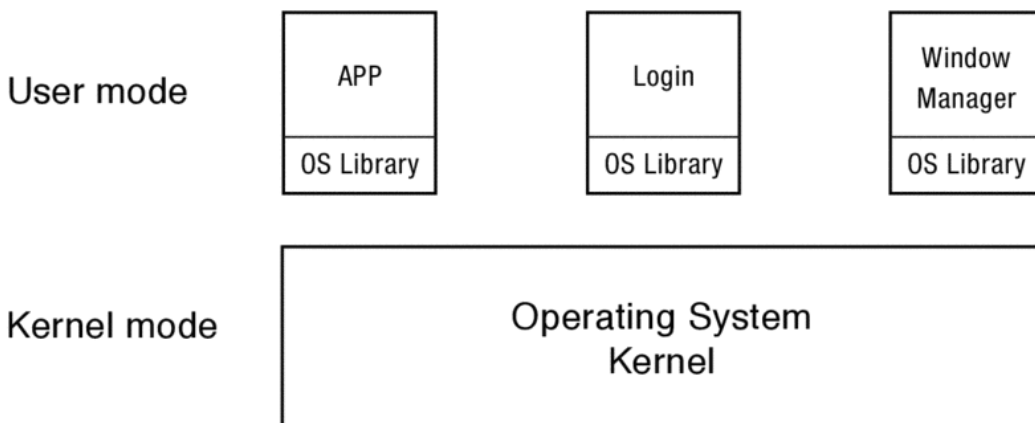 User mode
APP
OS Library
Login
OS Library
Window
Manager
OS Library
Kernel mode
Operating System
Kernel